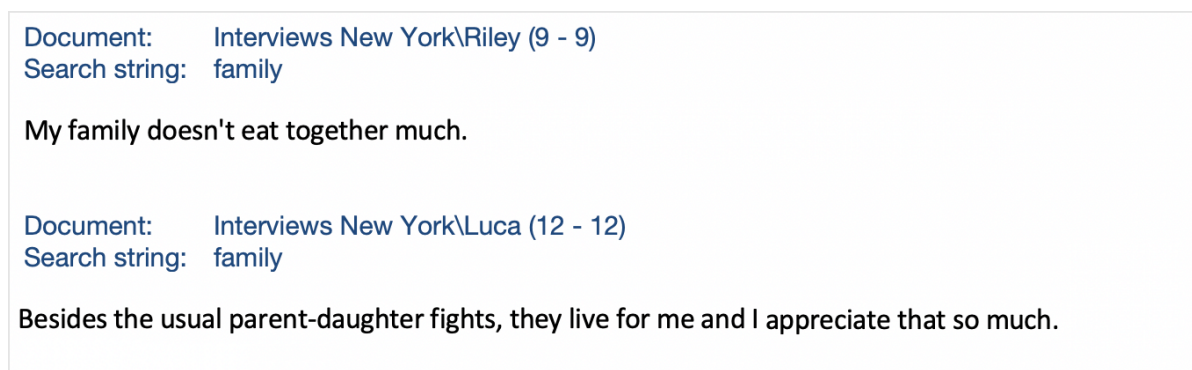 Document: Interviews New York\Riley (9 - 9)
Search string: family
My family doesn't eat together much.
Document: Interviews New York\Luca (12 - 12)
Search string: family
Besides the usual parent-daughter fights, they live for me and I appreciate that so much.